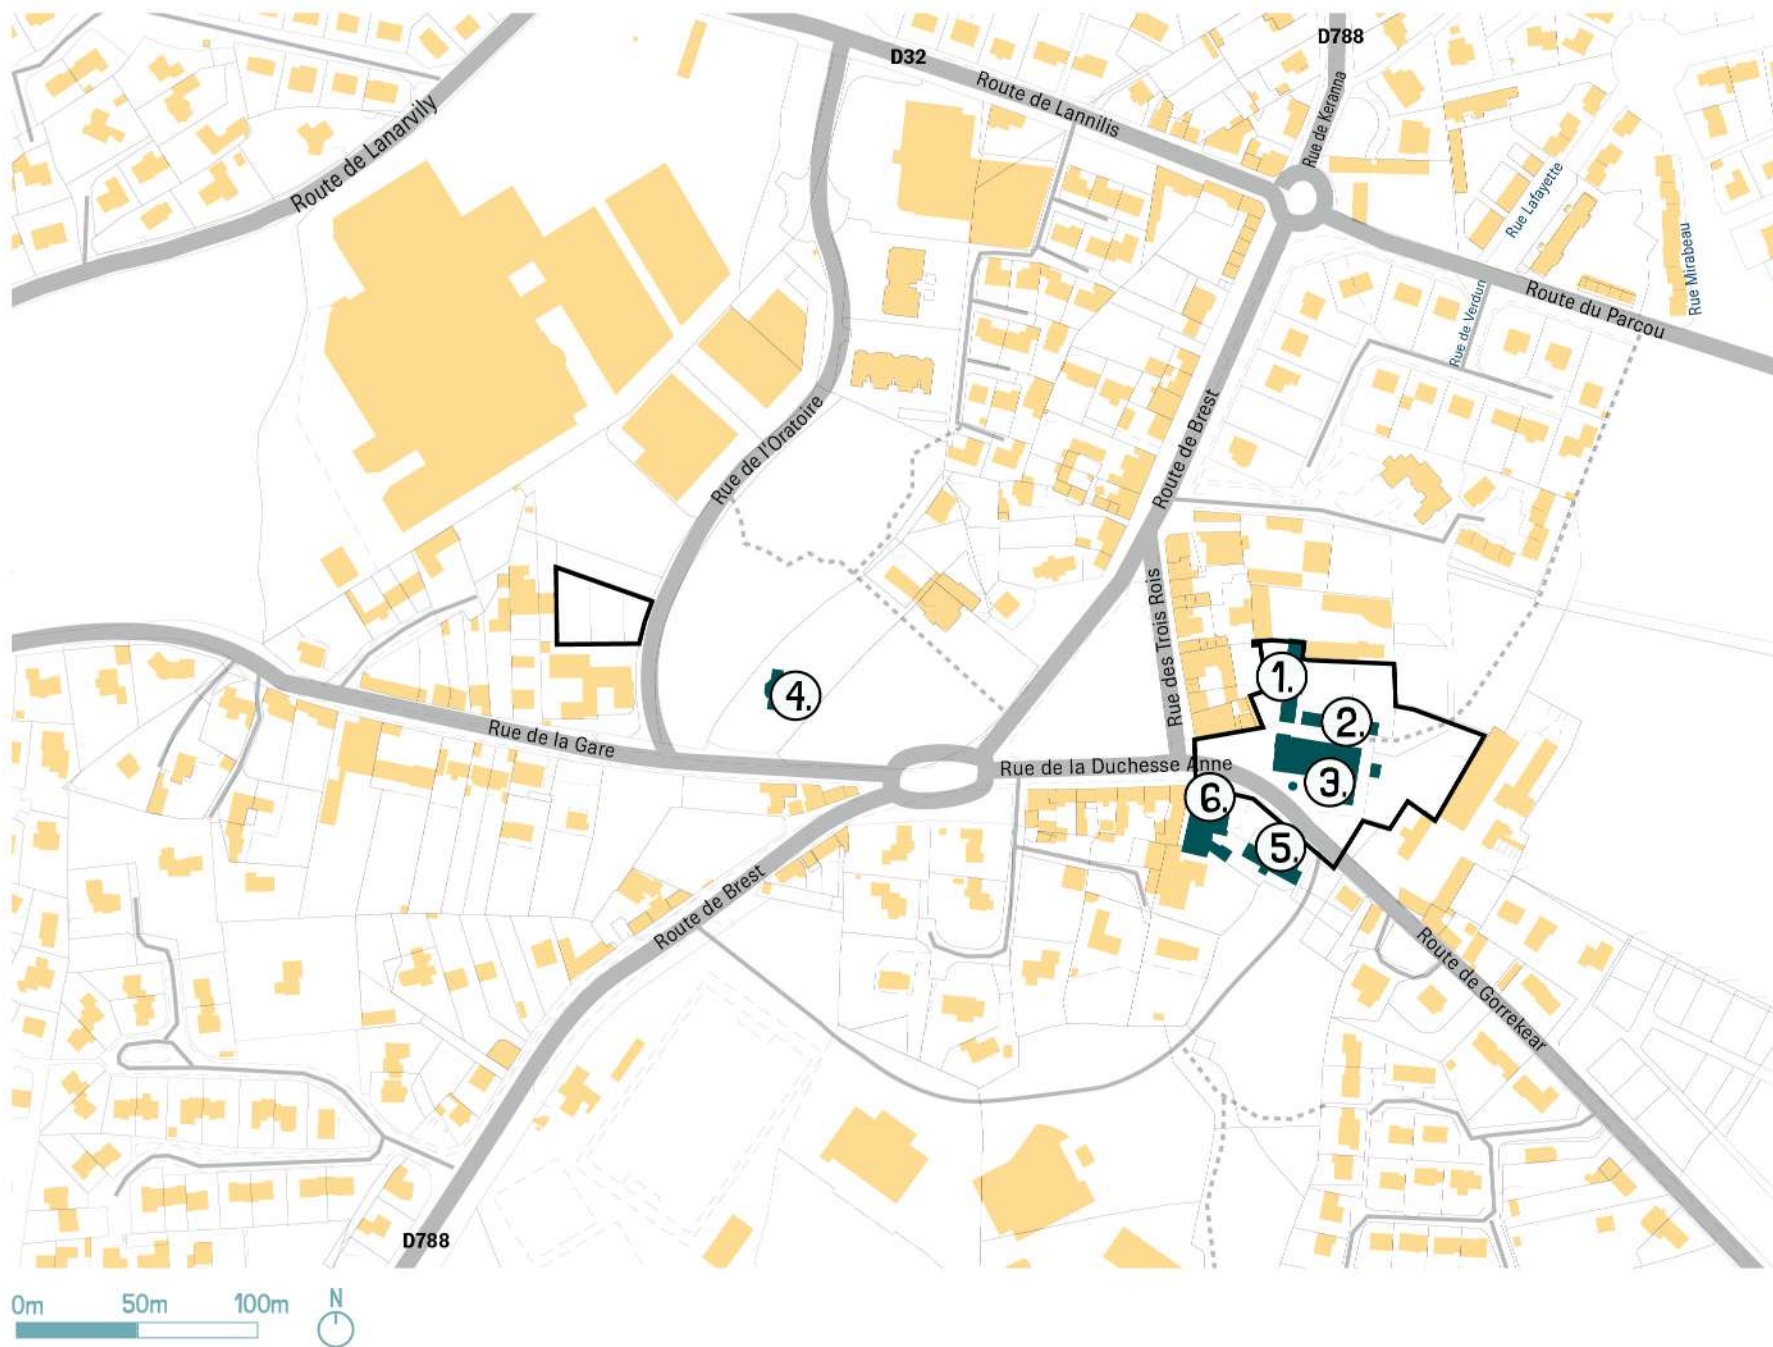 D788
D32
Route de Lannilis
Rue de Keranna
Route de Lanarvily
Rue Lafayette
Rue Mirabeau
Rue de Verdun
Route du Parcou
Rue de l'Oratoire
Route de Brest
Rue des Trois Rois
1.
4.
2.
Rue de la Gare
Rue de la Duchesse Anne
3.
6.
5.
Route de Brest
Route de Gorrekear
D788
0m 50m 100m N